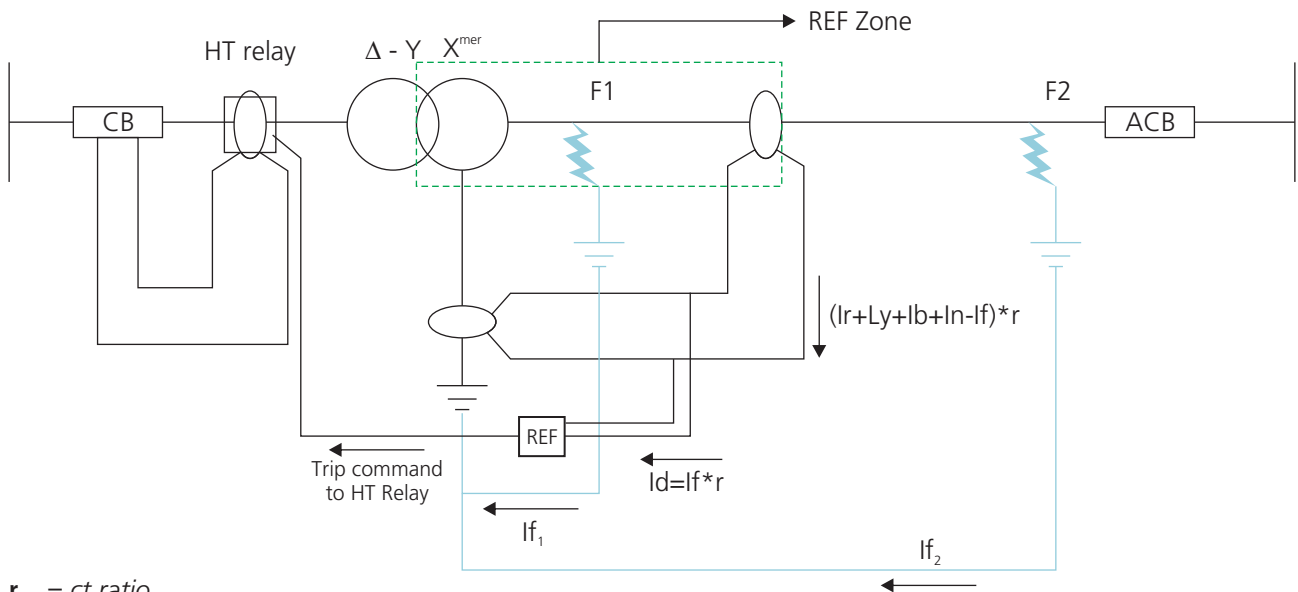 REF Zone
HT relay
Δ - Y X^mer
F1
F2
CB
ACB
(Ir+Ly+Ib+In-If)*r
REF
Trip command
to HT Relay
Id=If*r
If₁
If₂
r = ct ratio